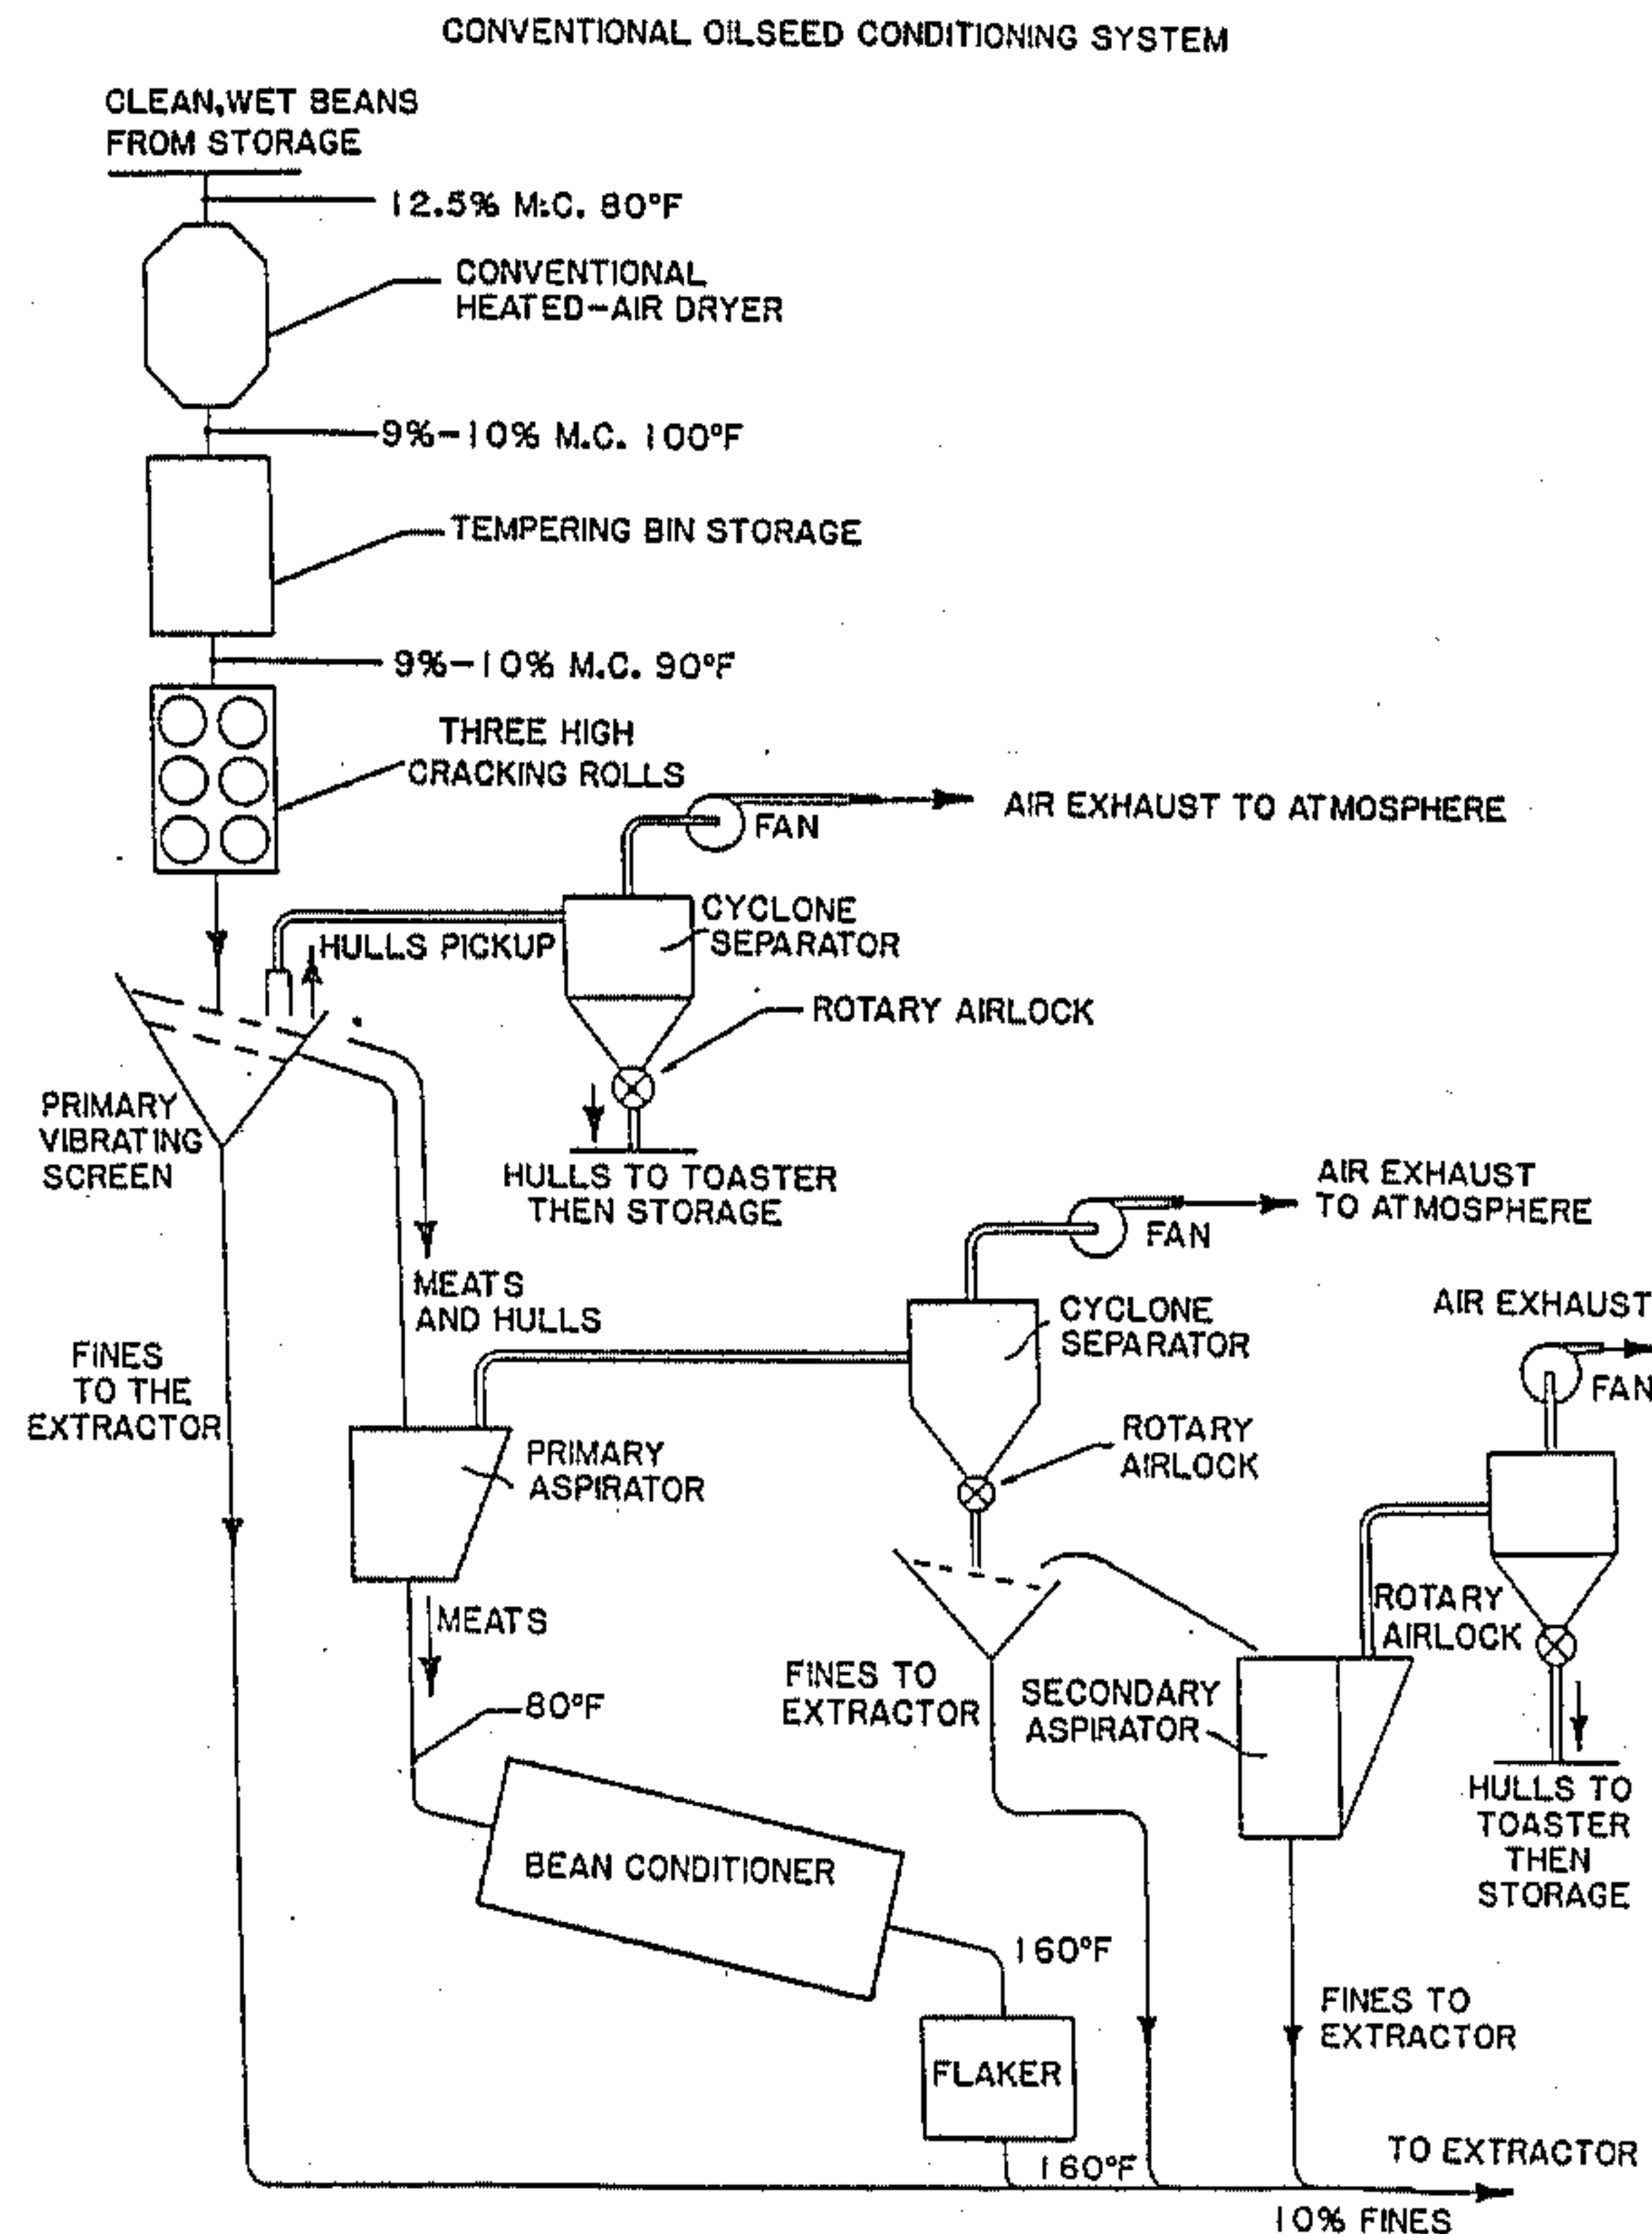 CONVENTIONAL OILSEED CONDITIONING SYSTEM
CLEAN,WET BEANS
FROM STORAGE
12.5% M.C. 80°F
CONVENTIONAL
HEATED-AIR DRYER
9%-10% M.C. 100°F
TEMPERING BIN STORAGE
9%-10% M.C. 90°F
THREE HIGH
CRACKING ROLLS
FAN
AIR EXHAUST TO ATMOSPHERE
CYCLONE
SEPARATOR
HULLS PICKUP
ROTARY AIRLOCK
PRIMARY
VIBRATING
SCREEN
HULLS TO TOASTER
THEN STORAGE
AIR EXHAUST
TO ATMOSPHERE
FAN
MEATS
AND HULLS
CYCLONE
SEPARATOR
AIR EXHAUST
FAN
FINES
TO THE
EXTRACTOR
PRIMARY
ASPIRATOR
ROTARY
AIRLOCK
ROTARY
AIRLOCK
MEATS
FINES TO
EXTRACTOR
SECONDARY
ASPIRATOR
80°F
HULLS TO
TOASTER
THEN
STORAGE
BEAN CONDITIONER
160°F
FINES TO
EXTRACTOR
FLAKER
160°F
TO EXTRACTOR
10% FINES